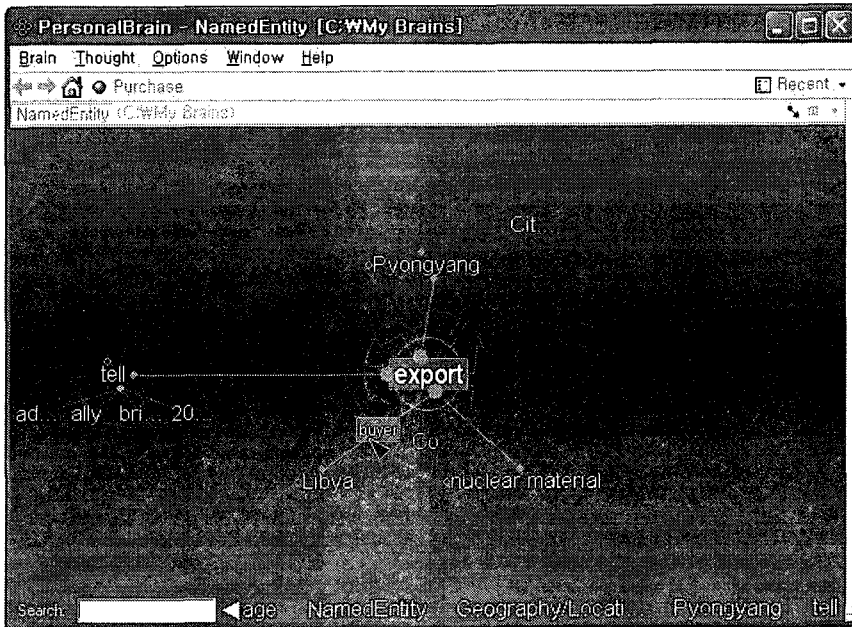 PersonalBrain - NamedEntity [C:₩My Brains]
Brain Thought Options Window Help
Purchase Recent
NamedEntity (C:₩My Brains)
Cit...
Pyongyang
tell
export
ad... ally bri... 20...
buyer
Go
Libya
nuclear material
Search: age NamedEntity Geography/Locati... Pyongyang tell